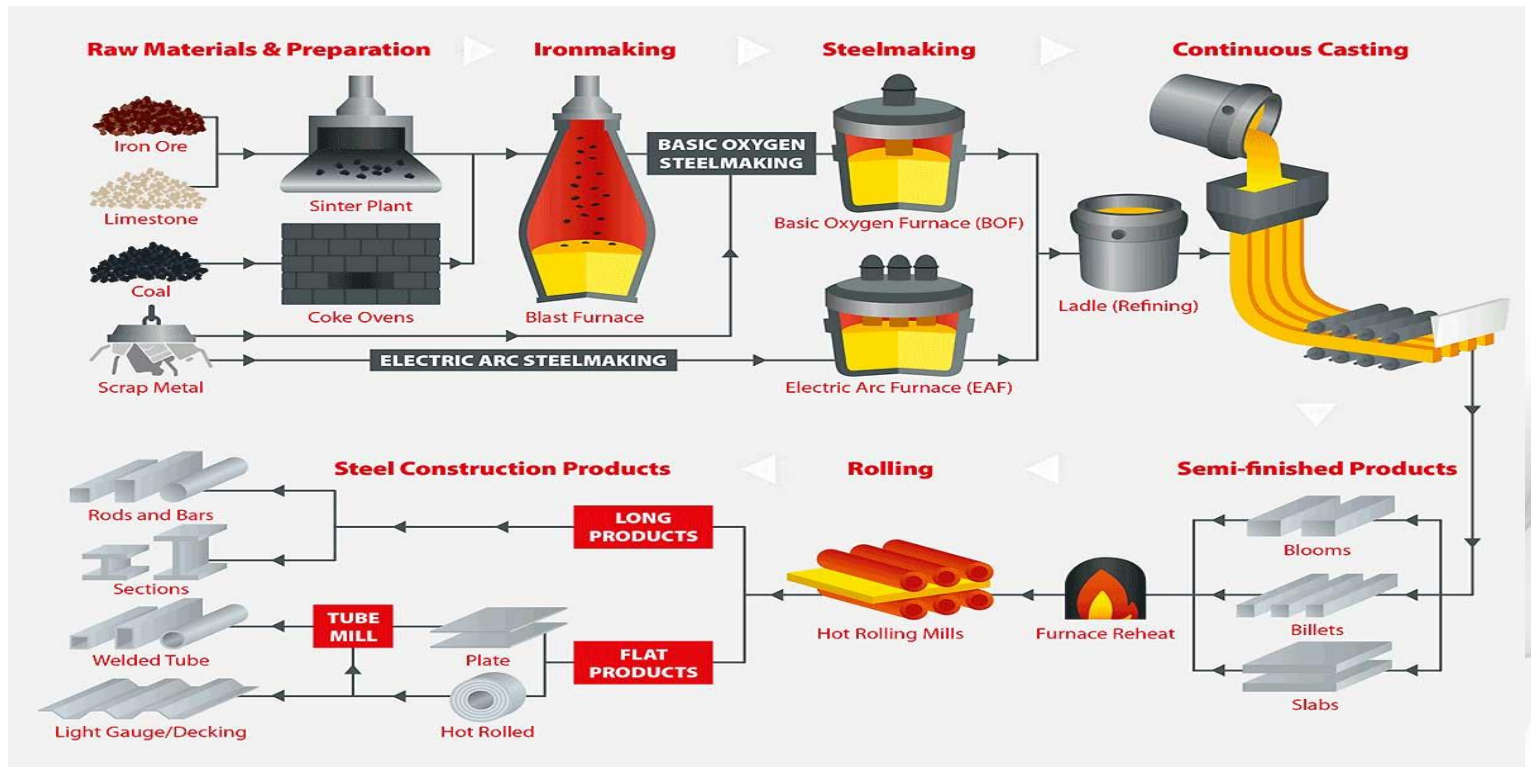 Raw Materials & Preparation
Ironmaking
Steelmaking
Continuous Casting
Iron Ore
Limestone
Coal
Scrap Metal
Sinter Plant
Coke Ovens
Blast Furnace
BASIC OXYGEN
STEELMAKING
ELECTRIC ARC STEELMAKING
Basic Oxygen Furnace (BOF)
Electric Arc Furnace (EAF)
Ladle (Refining)
Steel Construction Products
Rolling
Semi-finished Products
Rods and Bars
Sections
Welded Tube
Light Gauge/Decking
LONG
PRODUCTS
TUBE
MILL
Plate
FLAT
PRODUCTS
Hot Rolled
Hot Rolling Mills
Furnace Reheat
Blooms
Billets
Slabs